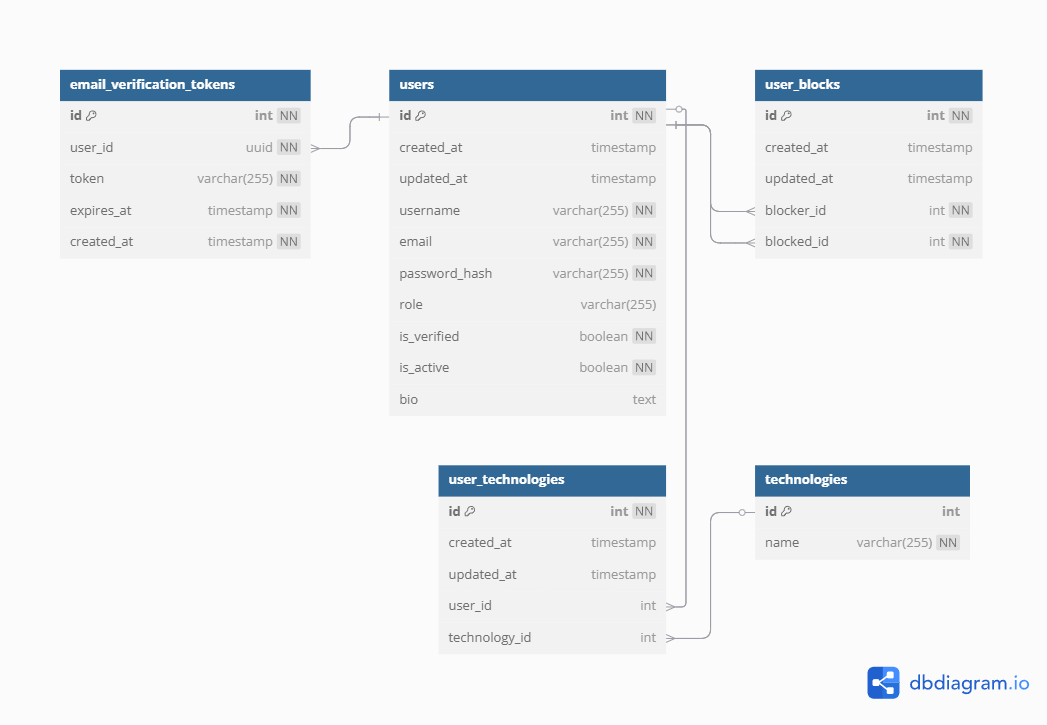 email_verification_tokens
id int NN
user_id uuid NN
token varchar(255) NN
expires_at timestamp NN
created_at timestamp NN
users
id int NN
created_at timestamp
updated_at timestamp
username varchar(255) NN
email varchar(255) NN
password_hash varchar(255) NN
role varchar(255)
is_verified boolean NN
is_active boolean NN
bio text
user_blocks
id int NN
created_at timestamp
updated_at timestamp
blocker_id int NN
blocked_id int NN
user_technologies
id int NN
created_at timestamp
updated_at timestamp
user_id int
technology_id int
technologies
id int
name varchar(255) NN
dbdiagram.io